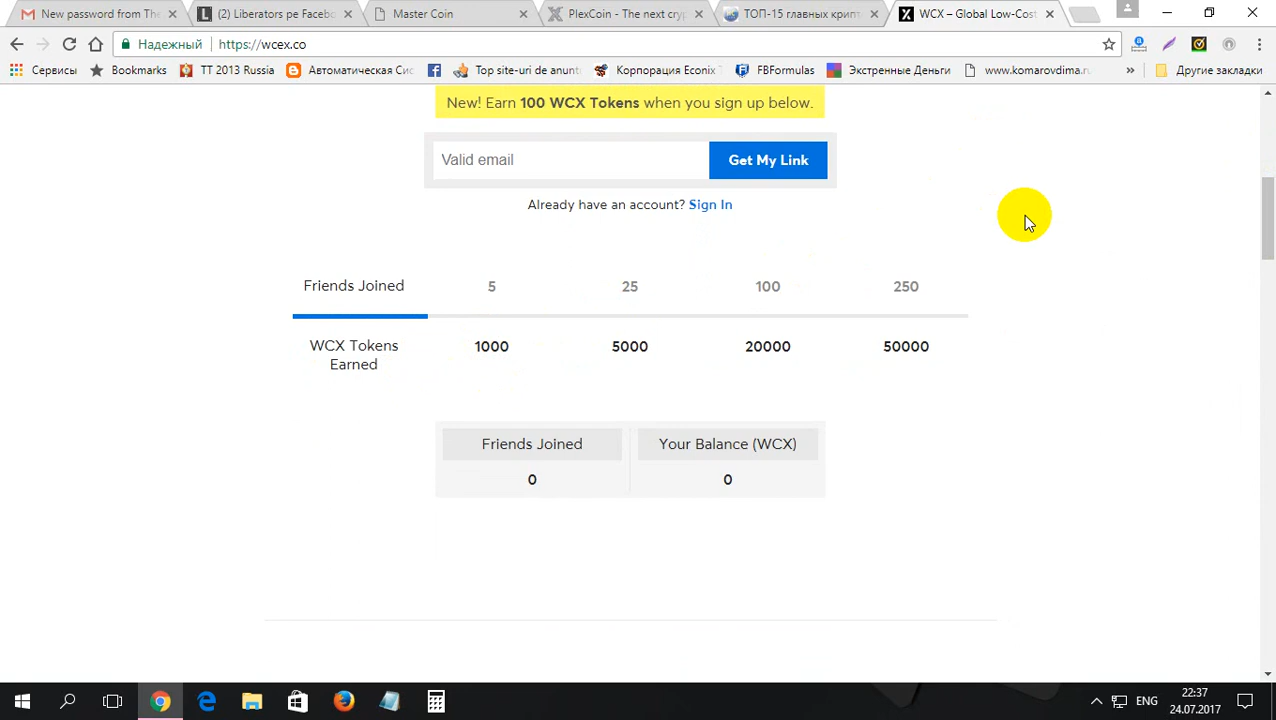 New password from The
(2) Liberators pe Facebo
Master Coin
PlexCoin - The next cryp
ТОП-15 главных крипт
WCX – Global Low-Cost
Надежный
https://wcex.co
Сервисы
Bookmarks
TT 2013 Russia
Автоматическая Сис
Top site-uri de anunt
Корпорация Econix
FBFormulas
Экстренные Деньги
www.komarovdima.ru
»
Другие закладки
New! Earn 100 WCX Tokens when you sign up below.
Valid email
Get My Link
Already have an account? Sign In
Friends Joined 5 25 100 250
WCX Tokens
Earned
1000 5000 20000 50000
Friends Joined
Your Balance (WCX)
0
0
ENG
22:37
24.07.2017